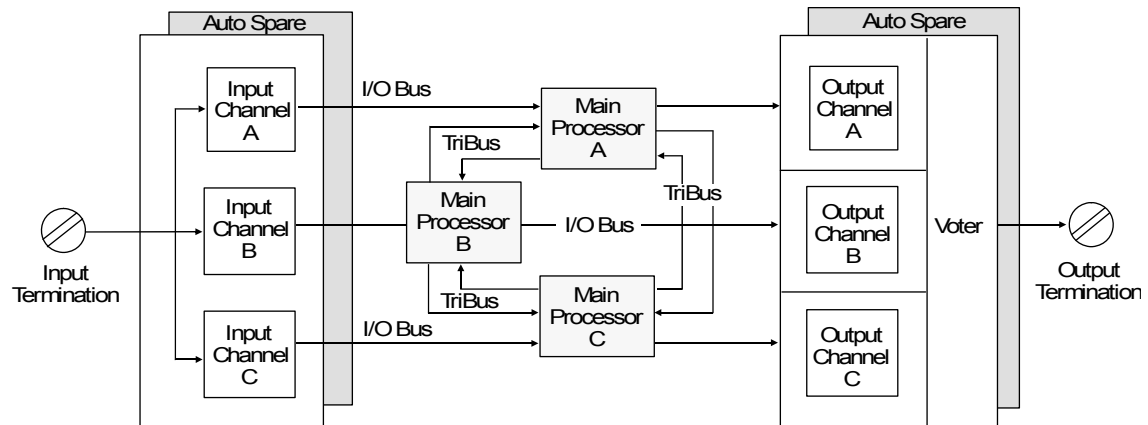 Auto Spare
Auto Spare
Input
Channel
A
I/O Bus
Main
Processor
A
Output
Channel
A
TriBus
TriBus
Input
Channel
B
Main
Processor
B
I/O Bus
Output
Channel
B
Voter
Input
Termination
Output
Termination
TriBus
Input
Channel
C
I/O Bus
Main
Processor
C
Output
Channel
C